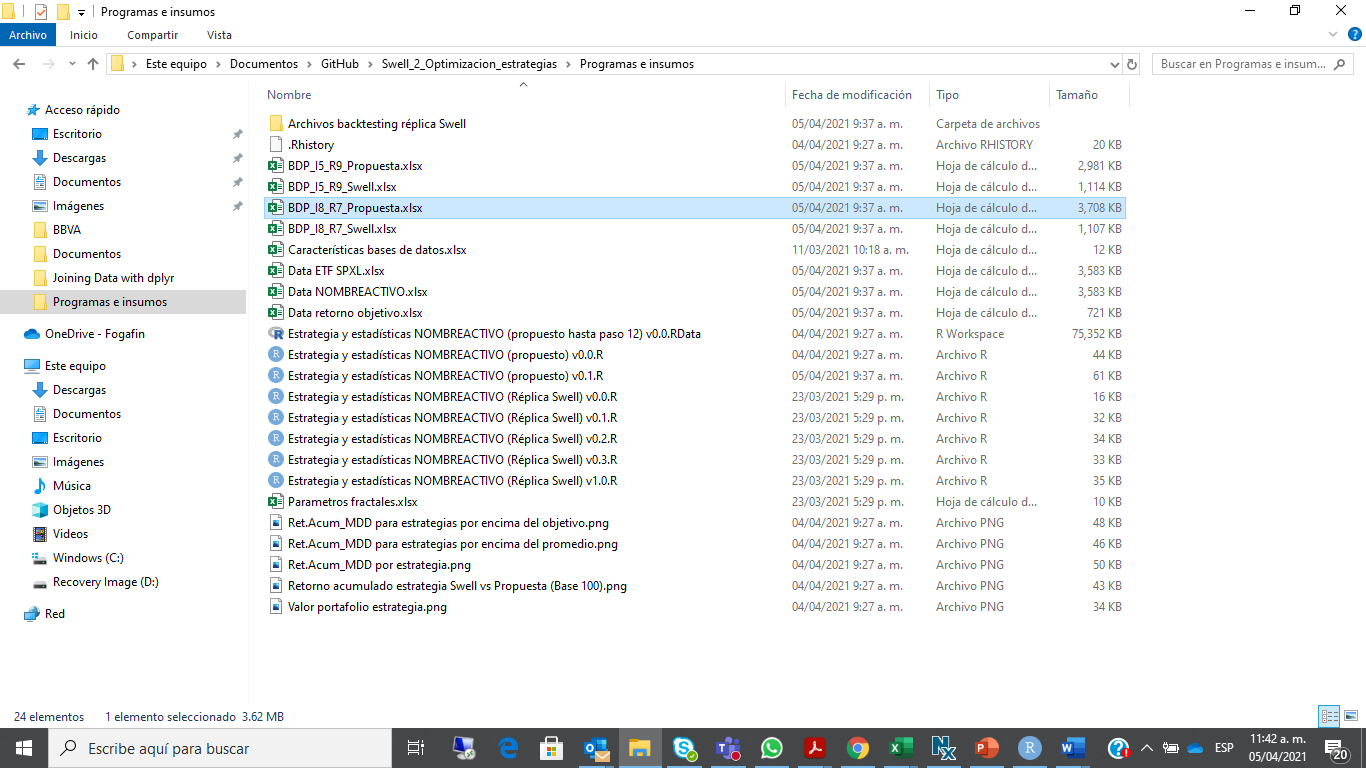 Programas e insumos
Archivo Inicio Compartir Vista
Este equipo Documentos GitHub Swell_2_Optimizacion_estrategias Programas e insumos Buscar en Programas e insum...
Acceso rápido
Escritorio
Descargas
Documentos
Imágenes
BBVA
Documentos
Joining Data with dplyr
Programas e insumos
OneDrive - Fogafin
Este equipo
Descargas
Documentos
Escritorio
Imágenes
Música
Objetos 3D
Videos
Windows (C:)
Recovery Image (D:)
Red
Nombre Fecha de modificación Tipo Tamaño
Archivos backtesting réplica Swell 05/04/2021 9:37 a. m. Carpeta de archivos
.Rhistory 04/04/2021 9:27 a. m. Archivo RHISTORY 20 KB
BDP_I5_R9_Propuesta.xlsx 05/04/2021 9:37 a. m. Hoja de cálculo d... 2,981 KB
BDP_I5_R9_Swell.xlsx 05/04/2021 9:37 a. m. Hoja de cálculo d... 1,114 KB
BDP_I8_R7_Propuesta.xlsx 05/04/2021 9:37 a. m. Hoja de cálculo d... 3,708 KB
BDP_I8_R7_Swell.xlsx 05/04/2021 9:37 a. m. Hoja de cálculo d... 1,107 KB
Características bases de datos.xlsx 11/03/2021 10:18 a. m. Hoja de cálculo d... 12 KB
Data ETF SPXL.xlsx 05/04/2021 9:37 a. m. Hoja de cálculo d... 3,583 KB
Data NOMBREACTIVO.xlsx 05/04/2021 9:37 a. m. Hoja de cálculo d... 3,583 KB
Data retorno objetivo.xlsx 05/04/2021 9:37 a. m. Hoja de cálculo d... 721 KB
Estrategia y estadísticas NOMBREACTIVO (propuesto hasta paso 12) v0.0.RData 04/04/2021 9:27 a. m. R Workspace 75,352 KB
Estrategia y estadísticas NOMBREACTIVO (propuesto) v0.0.R 04/04/2021 9:27 a. m. Archivo R 44 KB
Estrategia y estadísticas NOMBREACTIVO (propuesto) v0.1.R 05/04/2021 9:37 a. m. Archivo R 61 KB
Estrategia y estadísticas NOMBREACTIVO (Réplica Swell) v0.0.R 23/03/2021 5:29 p. m. Archivo R 16 KB
Estrategia y estadísticas NOMBREACTIVO (Réplica Swell) v0.1.R 23/03/2021 5:29 p. m. Archivo R 32 KB
Estrategia y estadísticas NOMBREACTIVO (Réplica Swell) v0.2.R 23/03/2021 5:29 p. m. Archivo R 34 KB
Estrategia y estadísticas NOMBREACTIVO (Réplica Swell) v0.3.R 23/03/2021 5:29 p. m. Archivo R 33 KB
Estrategia y estadísticas NOMBREACTIVO (Réplica Swell) v1.0.R 23/03/2021 5:29 p. m. Archivo R 35 KB
Parametros fractales.xlsx 23/03/2021 5:29 p. m. Hoja de cálculo d... 10 KB
Ret.Acum_MDD para estrategias por encima del objetivo.png 04/04/2021 9:27 a. m. Archivo PNG 48 KB
Ret.Acum_MDD para estrategias por encima del promedio.png 04/04/2021 9:27 a. m. Archivo PNG 46 KB
Ret.Acum_MDD por estrategia.png 04/04/2021 9:27 a. m. Archivo PNG 50 KB
Retorno acumulado estrategia Swell vs Propuesta (Base 100).png 04/04/2021 9:27 a. m. Archivo PNG 43 KB
Valor portafolio estrategia.png 04/04/2021 9:27 a. m. Archivo PNG 34 KB
24 elementos 1 elemento seleccionado 3.62 MB
Escribe aquí para buscar ESP 11:42 a. m.
05/04/2021 20